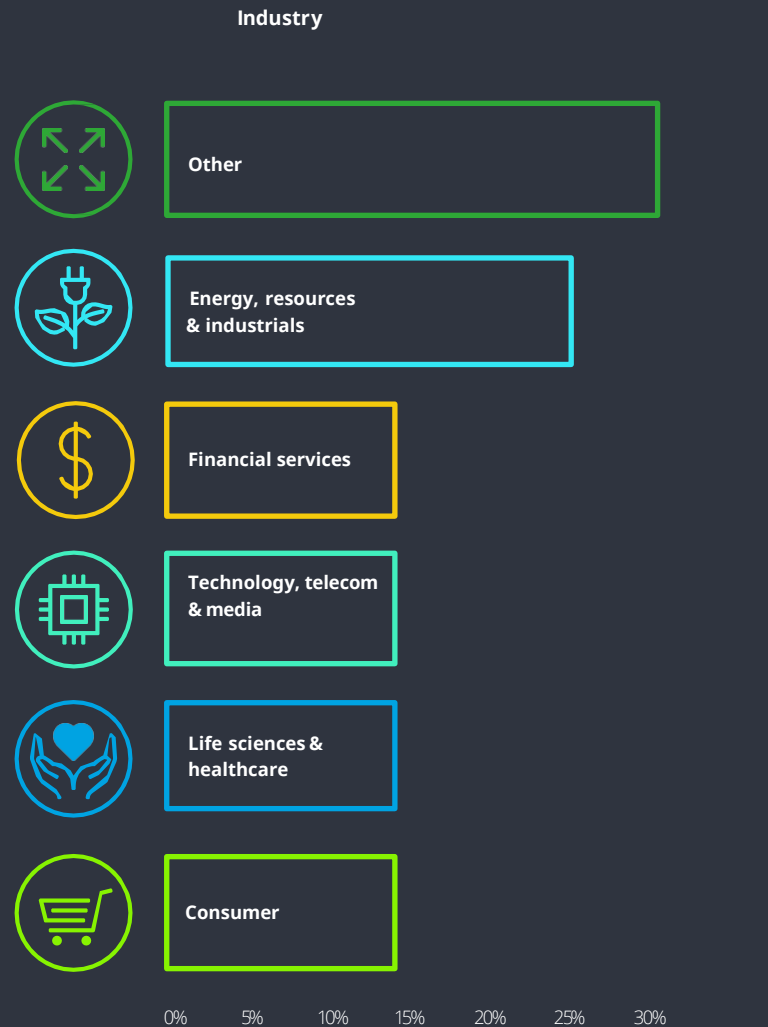 Industry
Other
Energy, resources
& industrials
Financial services
Technology, telecom
& media
Life sciences &
healthcare
Consumer
0% 5% 10% 15% 20% 25% 30%